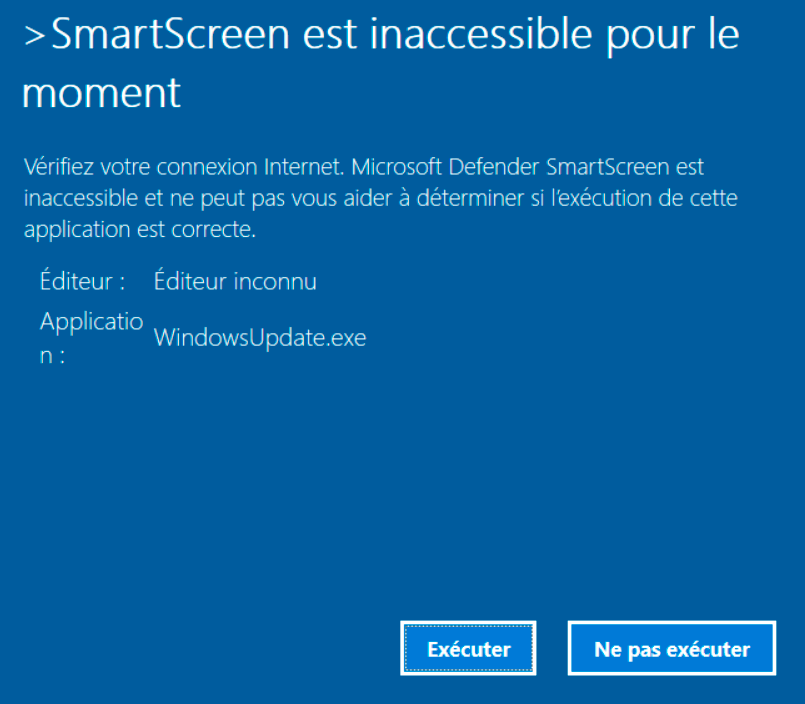 >SmartScreen est inaccessible pour le
moment
Vérifiez votre connexion Internet. Microsoft Defender SmartScreen est
inaccessible et ne peut pas vous aider à déterminer si l'exécution de cette
application est correcte.
Éditeur : Éditeur inconnu
Applicatio
n :
WindowsUpdate.exe
Exécuter Ne pas exécuter